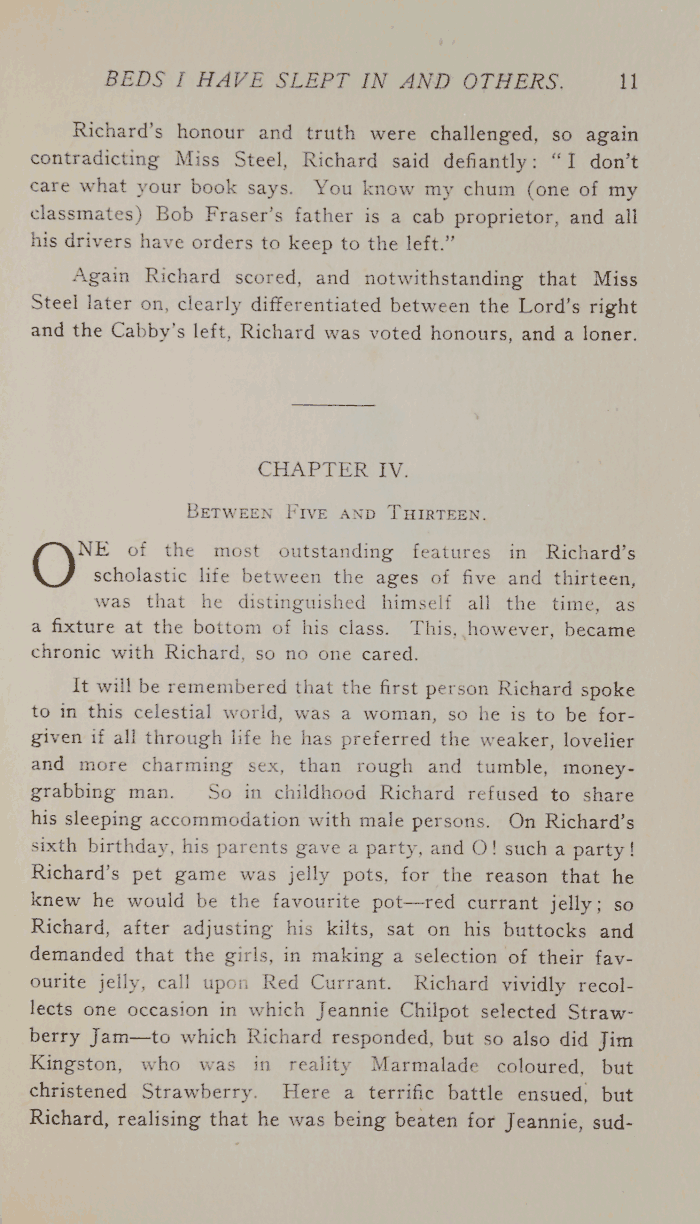 BEDS I HAVE SLEPT IN AND OTHERS. 11
Richard's honour and truth were challenged, so again
contradicting Miss Steel, Richard said defiantly: "I don't
care what your book says. You know my chum (one of my
classmates) Bob Fraser's father is a cab proprietor, and all
his drivers have orders to keep to the left."
Again Richard scored, and notwithstanding that Miss
Steel later on, clearly differentiated between the Lord's right
and the Cabby's left, Richard was voted honours, and a loner.
CHAPTER IV.
BETWEEN FIVE AND THIRTEEN.
ONE of the most outstanding features in Richard's
scholastic life between the ages of five and thirteen,
was that he distinguished himself all the time, as
a fixture at the bottom of his class. This, however, became
chronic with Richard, so no one cared.
It will be remembered that the first person Richard spoke
to in this celestial world, was a woman, so he is to be for-
given if all through life he has preferred the weaker, lovelier
and more charming sex, than rough and tumble, money-
grabbing man. So in childhood Richard refused to share
his sleeping accommodation with male persons. On Richard's
sixth birthday, his parents gave a party, and O! such a party!
Richard's pet game was jelly pots, for the reason that he
knew he would be the favourite pot—red currant jelly; so
Richard, after adjusting his kilts, sat on his buttocks and
demanded that the girls, in making a selection of their fav-
ourite jelly, call upon Red Currant. Richard vividly recol-
lects one occasion in which Jeannie Chilpot selected Straw-
berry Jam—to which Richard responded, but so also did Jim
Kingston, who was in reality Marmalade coloured, but
christened Strawberry. Here a terrific battle ensued, but
Richard, realising that he was being beaten for Jeannie, sud-